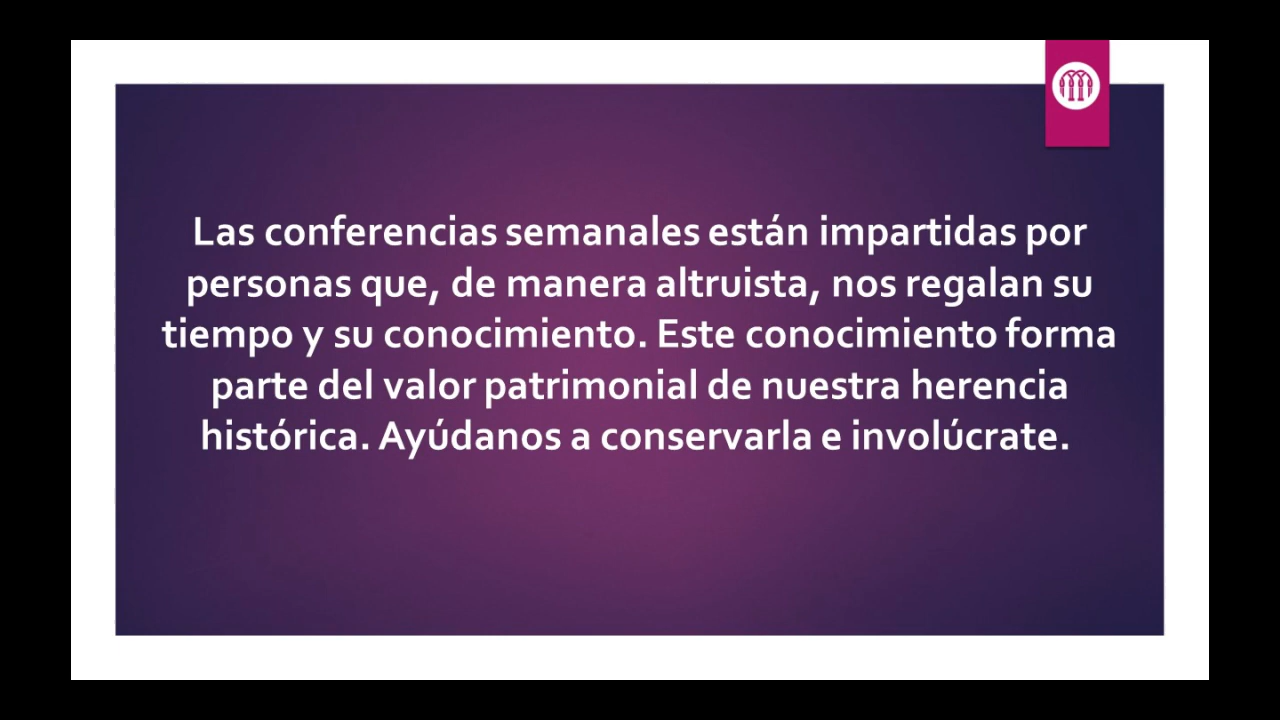 Las conferencias semanales están impartidas por
personas que, de manera altruista, nos regalan su
tiempo y su conocimiento. Este conocimiento forma
parte del valor patrimonial de nuestra herencia
histórica. Ayúdanos a conservarla e involúcrate.